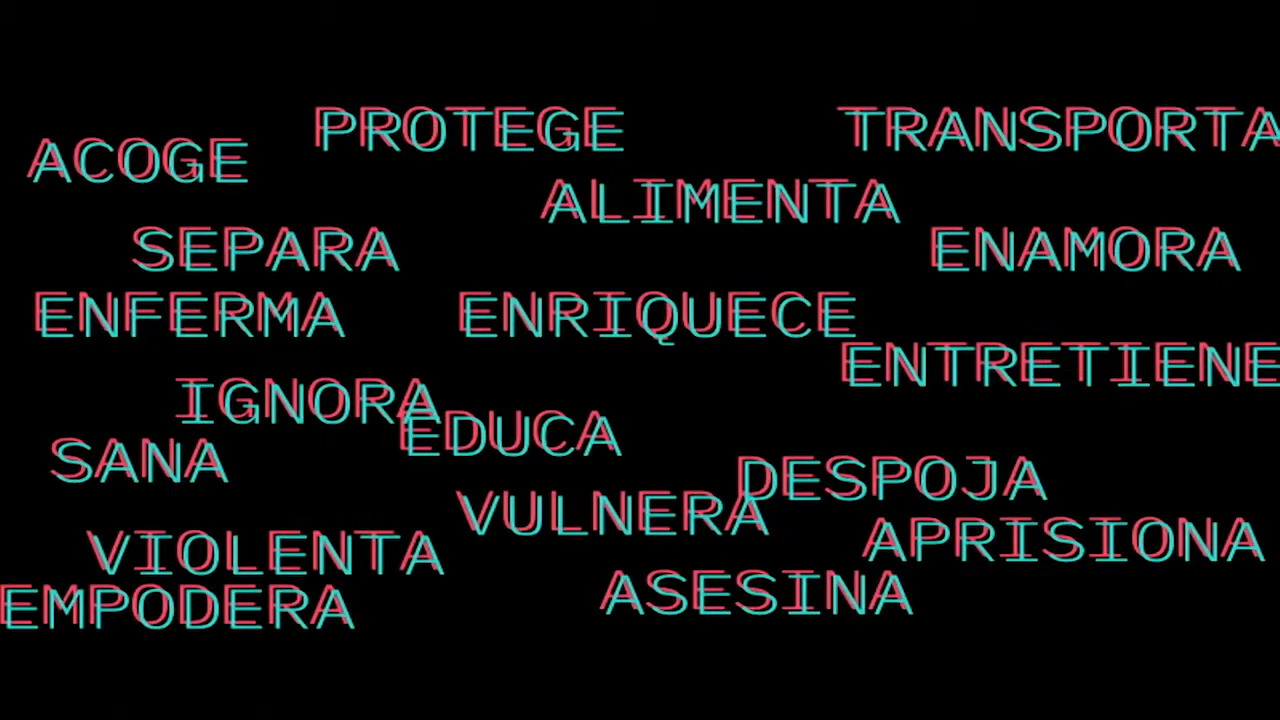 PROTEGE
TRANSPORTA
ACOGE
ALIMENTA
SEPARA
ENAMORA
ENFERMA
ENRIQUECE
ENTRETIENE
IGNORA
EDUCA
SANA
DESPOJA
VULNERA
APRISIONA
VIOLENTA
ASESINA
EMPODERA